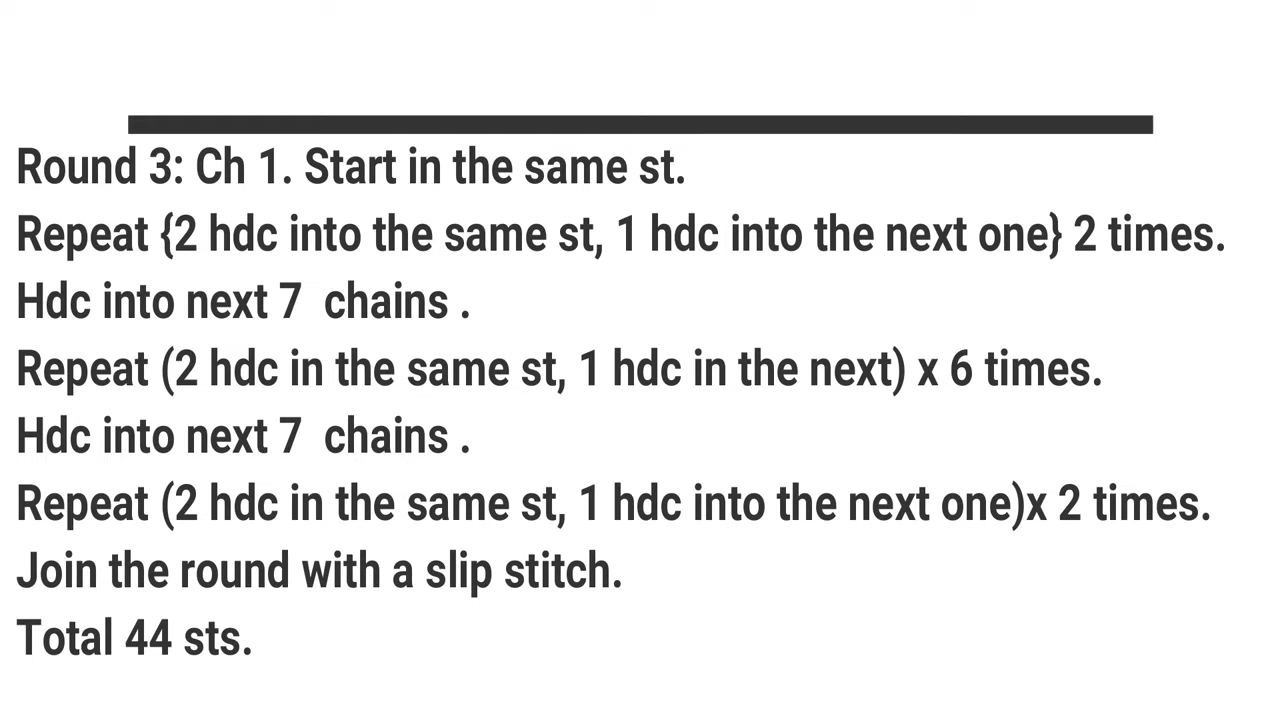 Round 3: Ch 1. Start in the same st.
Repeat {2 hdc into the same st, 1 hdc into the next one} 2 times.
Hdc into next 7  chains .
Repeat (2 hdc in the same st, 1 hdc in the next) x 6 times.
Hdc into next 7  chains .
Repeat (2 hdc in the same st, 1 hdc into the next one)x 2 times.
Join the round with a slip stitch.
Total 44 sts.